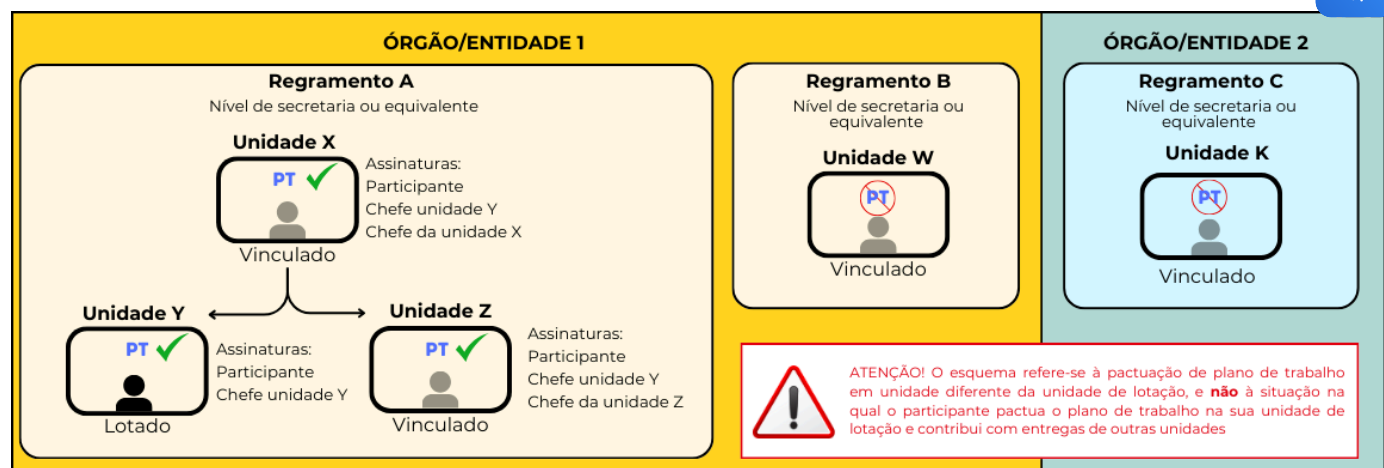 ÓRGÃO/ENTIDADE 1
Regramento A
Nível de secretaria ou equivalente
Unidade X
PT
Assinaturas:
Participante
Chefe unidade Y
Chefe da unidade X
Vinculado
Unidade Y
PT
Assinaturas:
Participante
Chefe unidade Y
Lotado
Unidade Z
PT
Assinaturas:
Participante
Chefe unidade Y
Chefe da unidade Z
Vinculado
Regramento B
Nível de secretaria ou
equivalente
Unidade W
PT
Vinculado
ÓRGÃO/ENTIDADE 2
Regramento C
Nível de secretaria ou
equivalente
Unidade K
PT
Vinculado
ATENÇÃO! O esquema refere-se à pactuação de plano de trabalho
em unidade diferente da unidade de lotação, e não à situação na
qual o participante pactua o plano de trabalho na sua unidade de
lotação e contribui com entregas de outras unidades